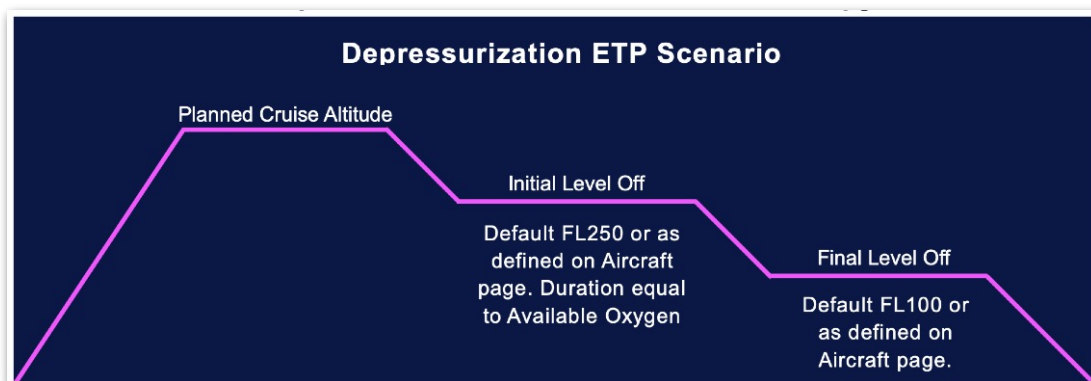 Depressurization ETP Scenario
Planned Cruise Altitude
Initial Level Off
Default FL250 or as
defined on Aircraft
page. Duration equal
to Available Oxygen
Final Level Off
Default FL100 or
as defined on
Aircraft page.